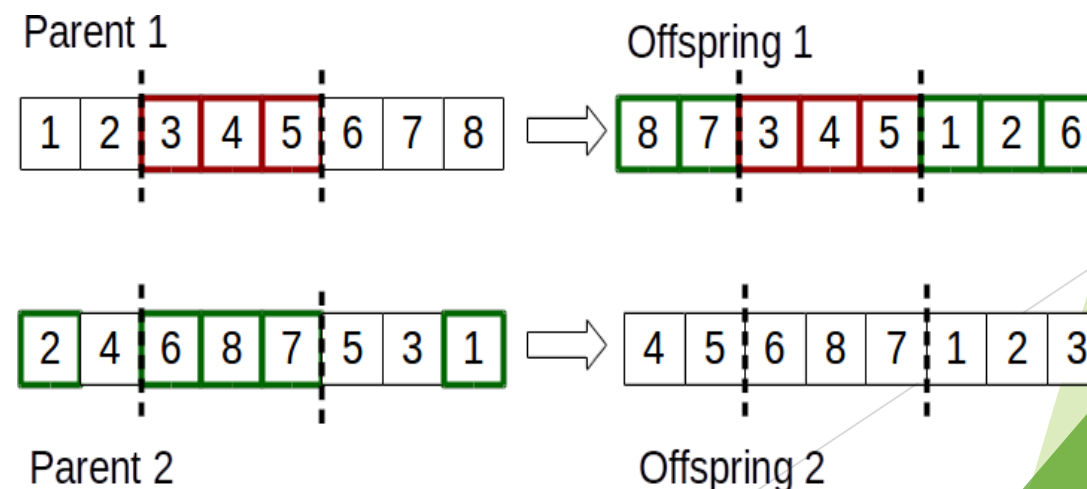 Parent 1
Offspring 1
1 2 3 4 5 6 7 8
8 7 3 4 5 1 2 6
2 4 6 8 7 5 3 1
4 5 6 8 7 1 2 3
Parent 2
Offspring 2